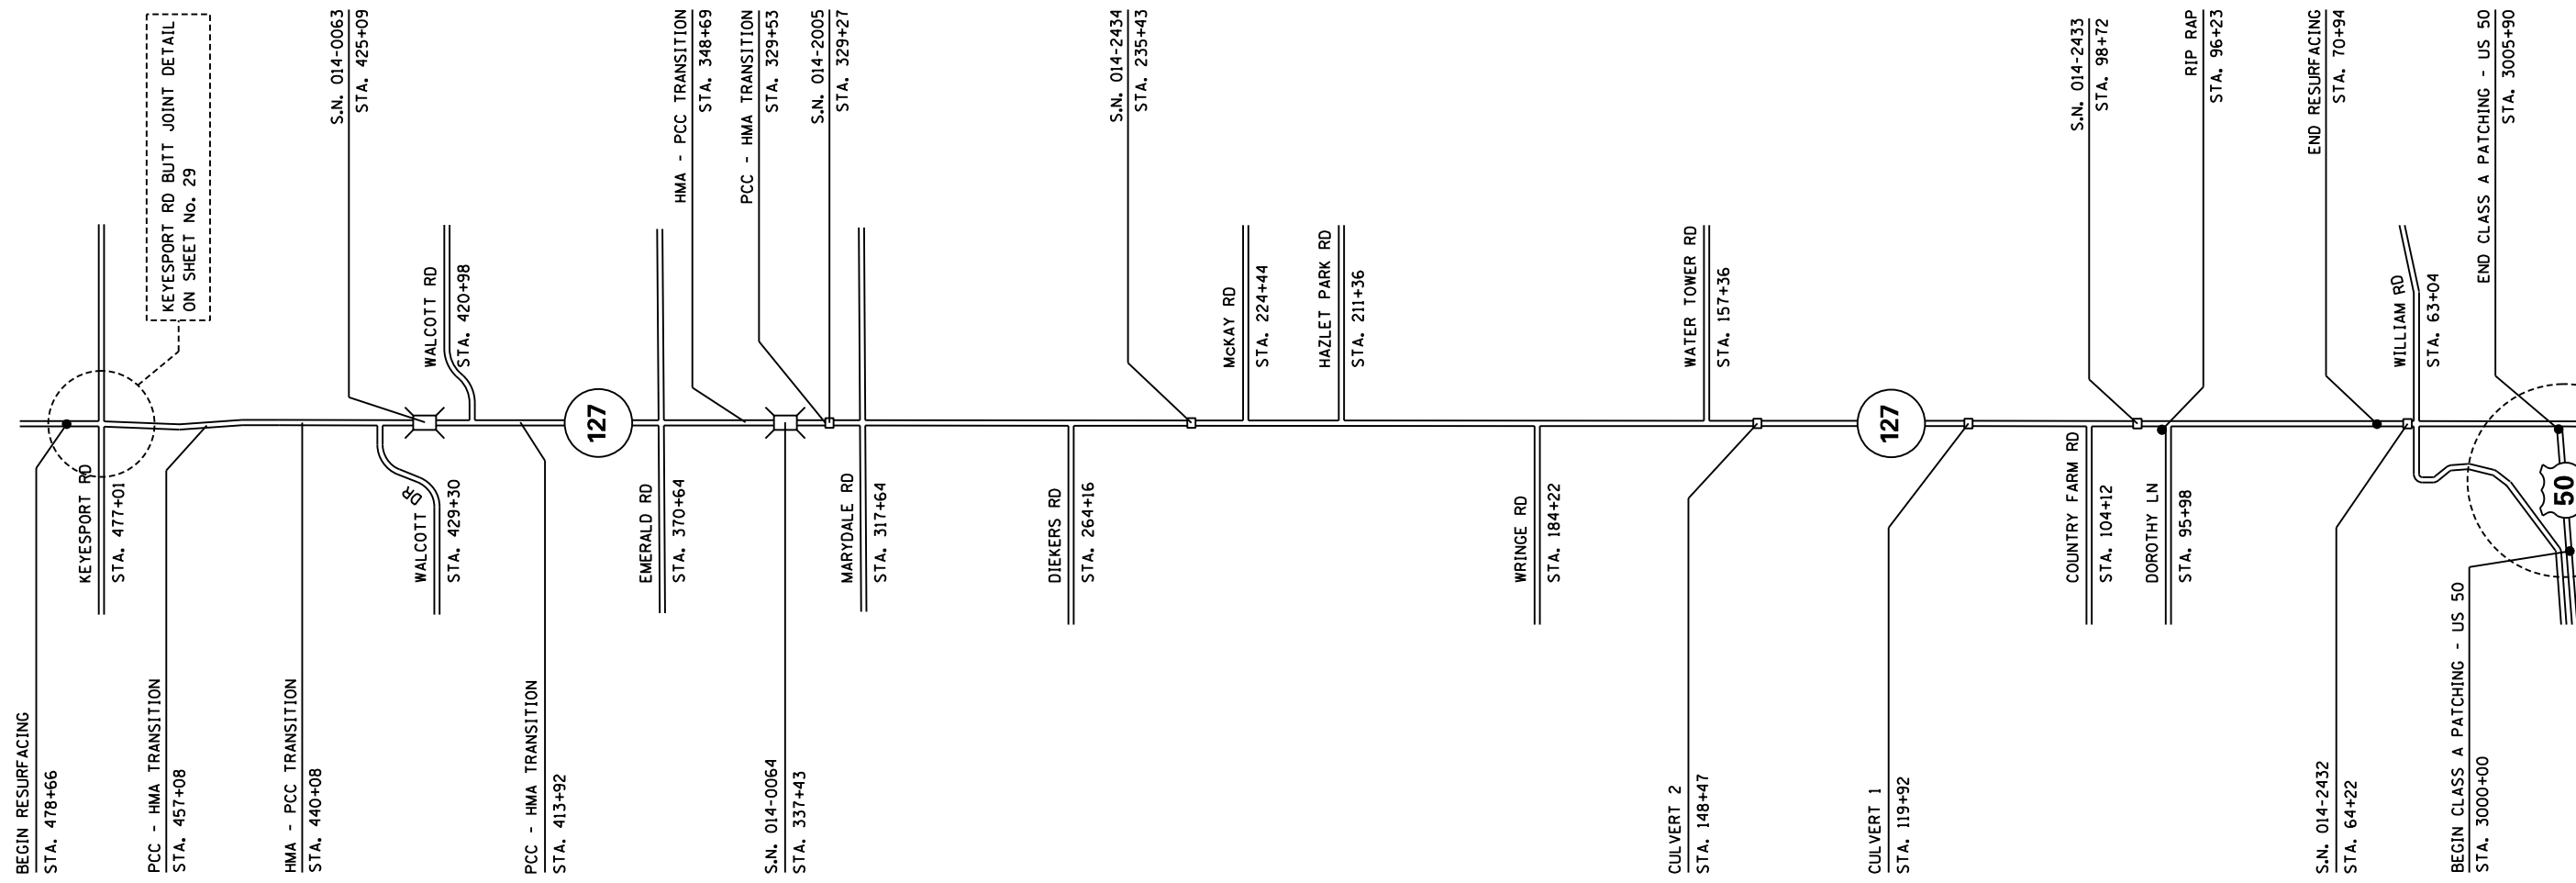 KEYESPORT RD BUTT JOINT DETAIL
ON SHEET No. 29
S.N. 014-0063
STA. 425+09
HMA - PCC TRANSITION
STA. 348+69
PCC - HMA TRANSITION
STA. 329+53
S.N. 014-2005
STA. 329+27
S.N. 014-2434
STA. 235+43
S.N. 014-2433
STA. 98+72
RIP RAP
STA. 96+23
END RESURFACING
STA. 70+94
END CLASS A PATCHING - US 50
STA. 3005+90
WALCOTT RD
STA. 420+98
McKAY RD
STA. 224+44
HAZLET PARK RD
STA. 211+36
WATER TOWER RD
STA. 157+36
WILLIAM RD
STA. 63+04
127
127
50
KEYESPORT RD
STA. 477+01
WALCOTT DR
STA. 429+30
EMERALD RD
STA. 370+64
MARYDALE RD
STA. 317+64
DIEKERS RD
STA. 264+16
WRINGE RD
STA. 184+22
COUNTRY FARM RD
STA. 104+12
DOROTHY LN
STA. 95+98
BEGIN RESURFACING
STA. 478+66
PCC - HMA TRANSITION
STA. 457+08
HMA - PCC TRANSITION
STA. 440+08
PCC - HMA TRANSITION
STA. 413+92
S.N. 014-0064
STA. 337+43
CULVERT 2
STA. 148+47
CULVERT 1
STA. 119+92
S.N. 014-2432
STA. 64+22
BEGIN CLASS A PATCHING - US 50
STA. 3000+00